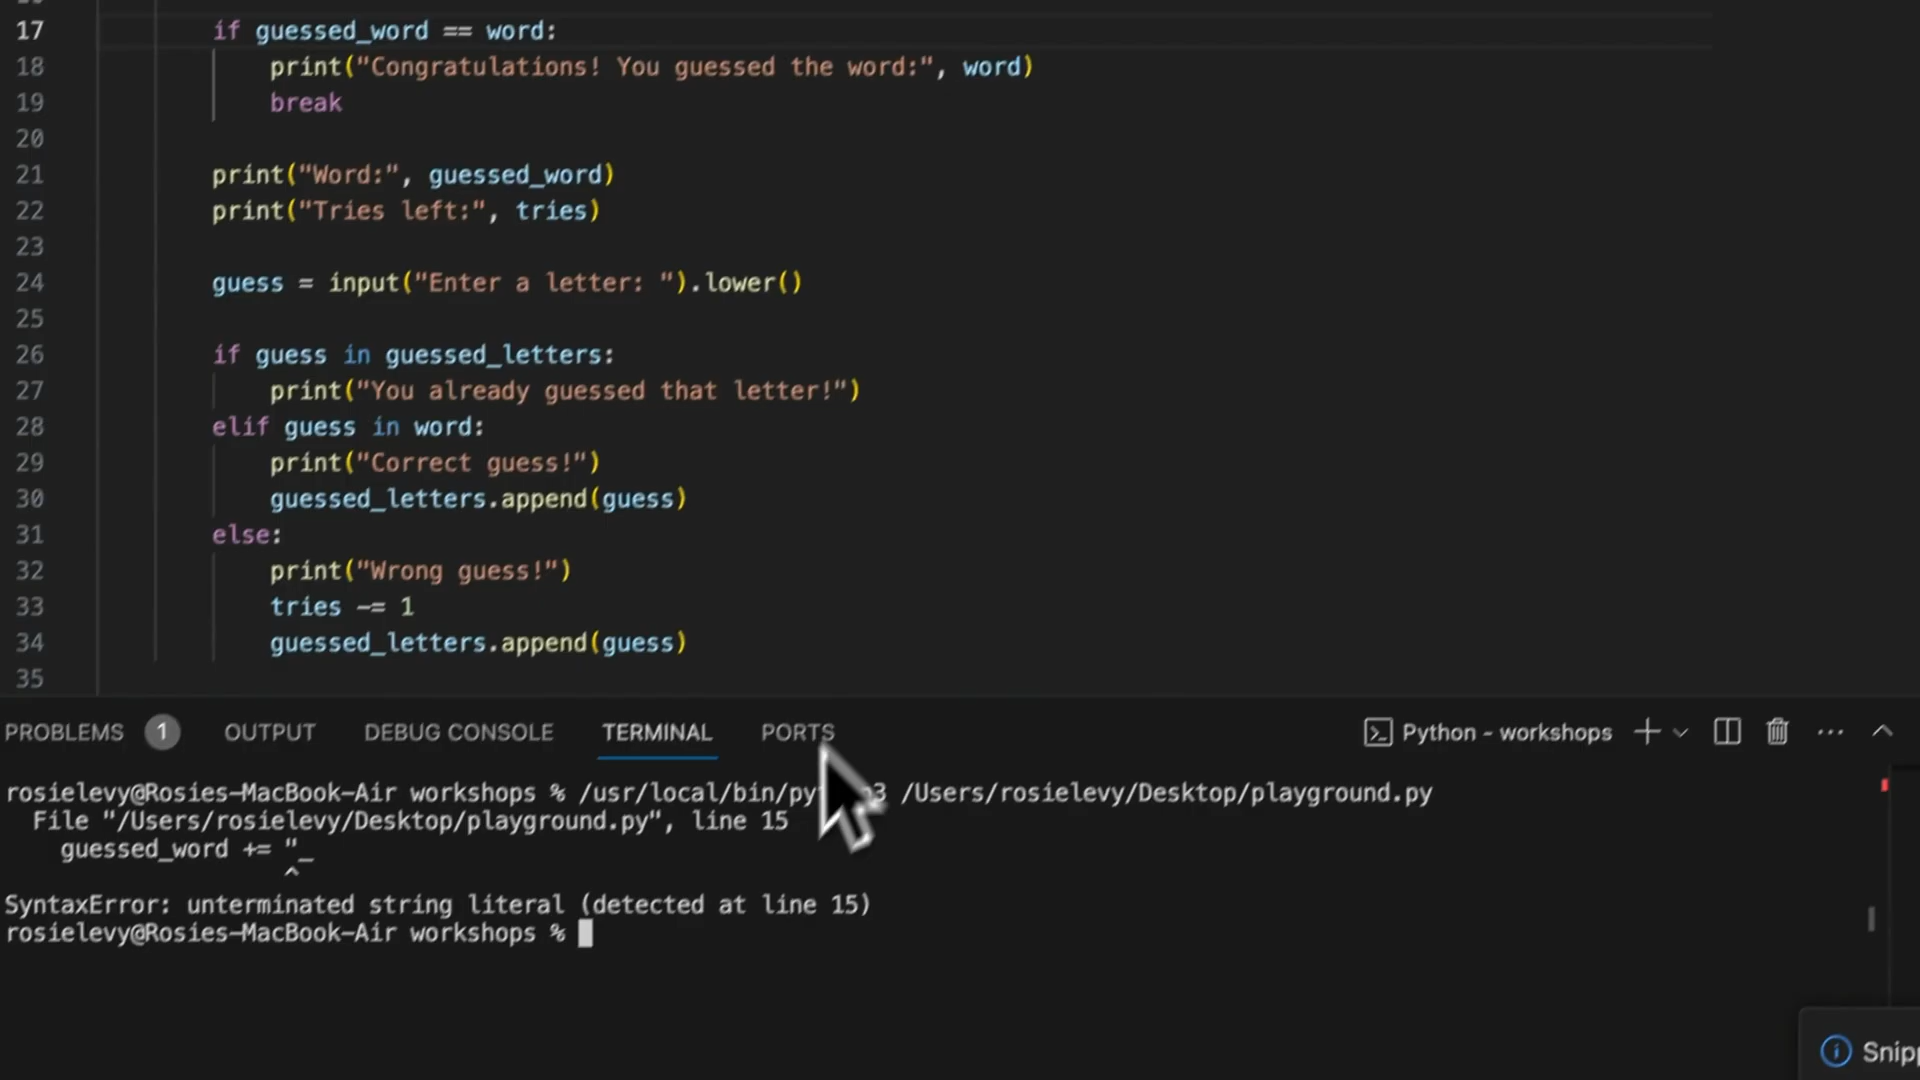 17 if guessed_word == word:
18 print("Congratulations! You guessed the word:", word)
19 break
20
21 print("Word:", guessed_word)
22 print("Tries left:", tries)
23
24 guess = input("Enter a letter: ").lower()
25
26 if guess in guessed_letters:
27 print("You already guessed that letter!")
28 elif guess in word:
29 print("Correct guess!")
30 guessed_letters.append(guess)
31 else:
32 print("Wrong guess!")
33 tries -= 1
34 guessed_letters.append(guess)
35
PROBLEMS 1 OUTPUT DEBUG CONSOLE TERMINAL PORTS Python - workshops
rosielevy@Rosies-MacBook-Air workshops % /usr/local/bin/py 3 /Users/rosielevy/Desktop/playground.py
File "/Users/rosielevy/Desktop/playground.py", line 15
guessed_word += "_
^
SyntaxError: unterminated string literal (detected at line 15)
rosielevy@Rosies-MacBook-Air workshops %
Snip